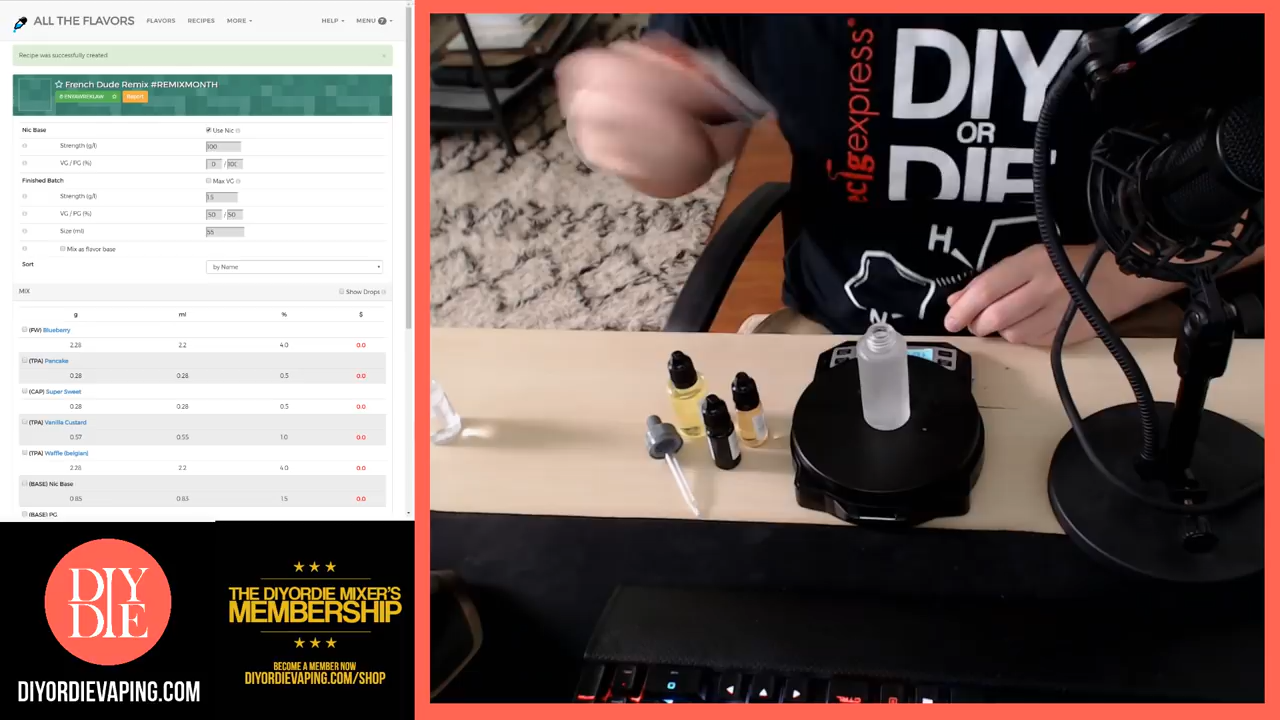 ALL THE FLAVORS
FLAVORS
RECIPES
MORE
HELP
MENU
Recipe was successfully created
French Dude Remix #REMIXMONTH
Nic Base
Use Nic
Strength (g/l)
100
VG / PG (%)
0 / 100
Finished Batch
Max VG
Strength (g/l)
1.5
VG / PG (%)
50 / 50
Size (ml)
55
Mix as flavor base
Sort
by Name
MIX
Show Drops
g ml % $
(FW) Blueberry
2.28 2.2 4.0 0.0
(TPA) Pancake
0.28 0.28 0.5 0.0
(CAP) Super Sweet
0.28 0.28 0.5 0.0
(TPA) Vanilla Custard
0.57 0.55 1.0 0.0
(TPA) Waffle (belgian)
2.28 2.2 4.0 0.0
(BASE) Nic Base
0.85 0.83 1.5 0.0
(BASE) PG
DIY
DIE
DIYORDIEVAPING.COM
THE DIYORDIE MIXER'S
MEMBERSHIP
BECOME A MEMBER NOW
DIYORDIEVAPING.COM/SHOP
DIY
OR
DIE
express
H
N